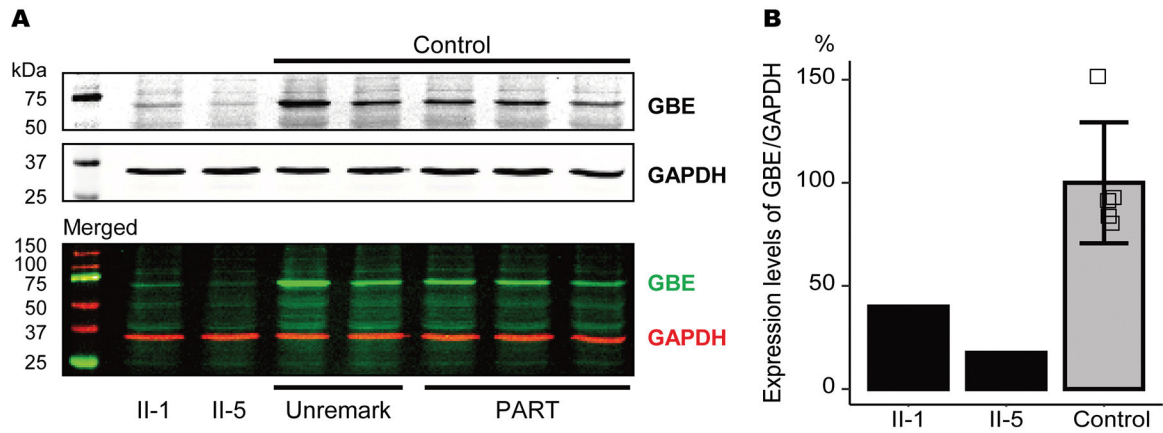 A
Control
kDa
75
50
GBE
37
25
GAPDH
Merged
150
100
75
50
37
25
GBE
GAPDH
II-1 II-5 Unremark PART
B
%
Expression levels of GBE/GAPDH
150
100
50
0
II-1 II-5 Control